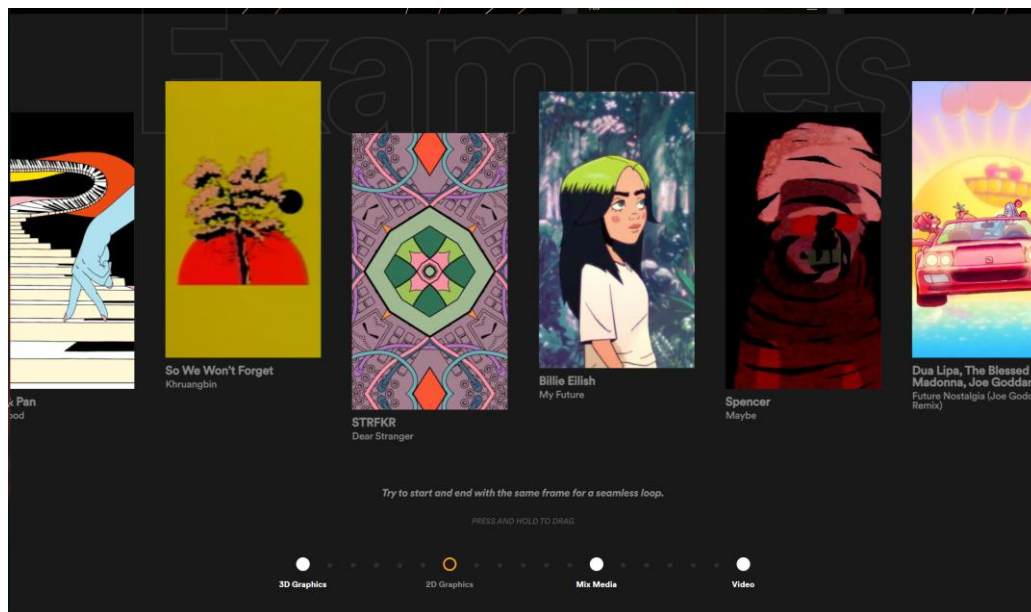 Examples
So We Won't Forget
Khruangbin
& Pan
ood
STRFKR
Dear Stranger
Billie Eilish
My Future
Spencer
Maybe
Dua Lipa, The Blessed
Madonna, Joe Goddar
Future Nostalgia (Joe Godd
Remix)
Try to start and end with the same frame for a seamless loop.
PRESS AND HOLD TO DRAG
3D Graphics
2D Graphics
Mix Media
Video